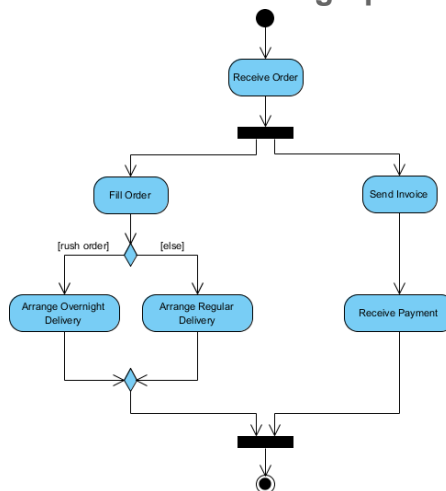 Receive Order
Fill Order
Send Invoice
[rush order]
[else]
Arrange Overnight
Delivery
Arrange Regular
Delivery
Receive Payment